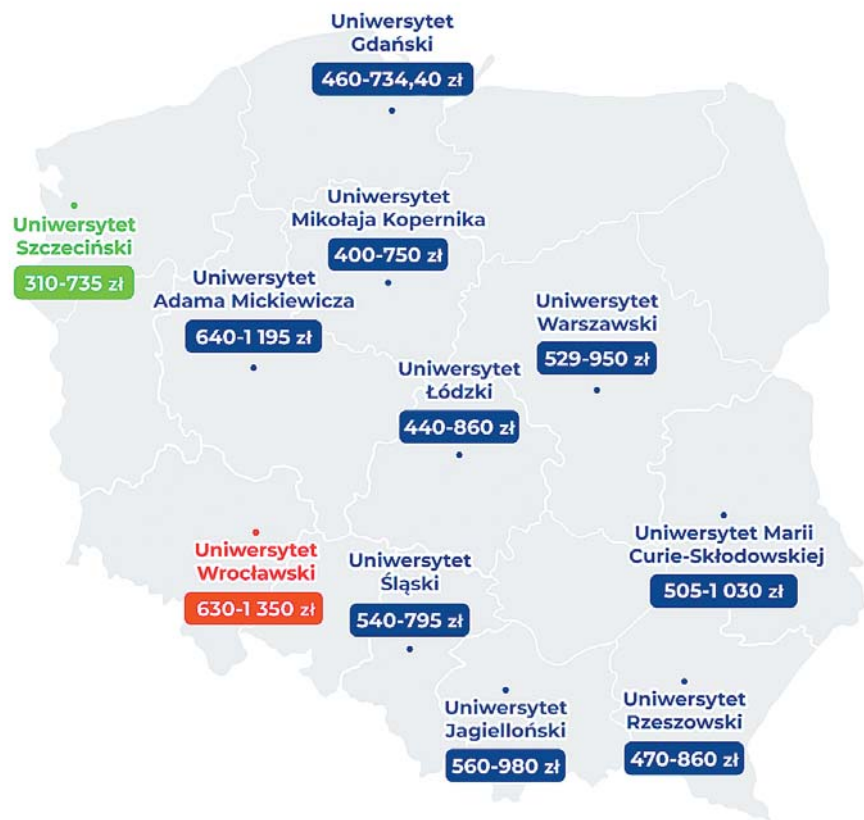 Uniwersytet
Gdański
460-734,40 zł
Uniwersytet
Szczeciński
310-735 zł
Uniwersytet
Mikołaja Kopernika
400-750 zł
Uniwersytet
Adama Mickiewicza
640-1 195 zł
Uniwersytet
Warszawski
529-950 zł
Uniwersytet
Łódzki
440-860 zł
Uniwersytet
Wrocławski
630-1 350 zł
Uniwersytet
Śląski
540-795 zł
Uniwersytet Marii
Curie-Skłodowskiej
505-1 030 zł
Uniwersytet
Jagielloński
560-980 zł
Uniwersytet
Rzeszowski
470-860 zł